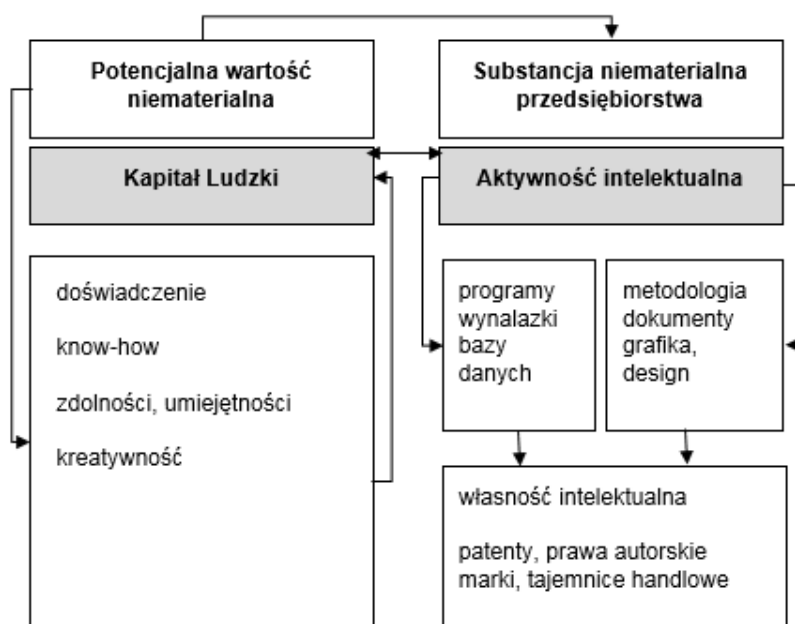 Potencjalna wartość
niematerialna
Substancja niematerialna
przedsiębiorstwa
Kapitał Ludzki
Aktywność intelektualna
doświadczenie
know-how
zdolności, umiejętności
kreatywność
programy
wynalazki
bazy
danych
metodologia
dokumenty
grafika,
design
własność intelektualna
patenty, prawa autorskie
marki, tajemnice handlowe